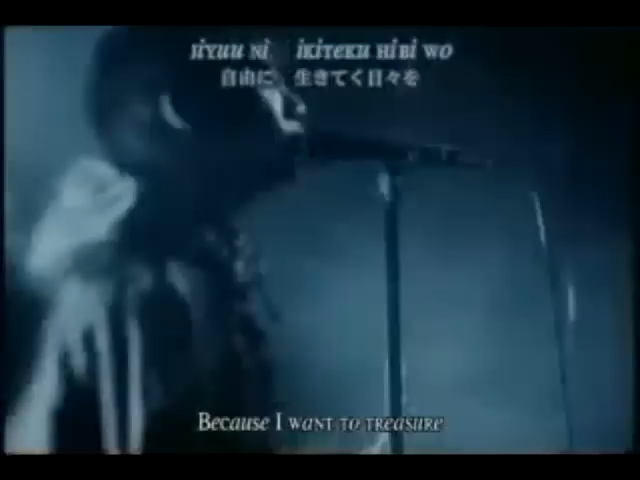 JIYUU NI IKITEKU HIBI WO
自由に 生きてく日々を
Because I want to treasure